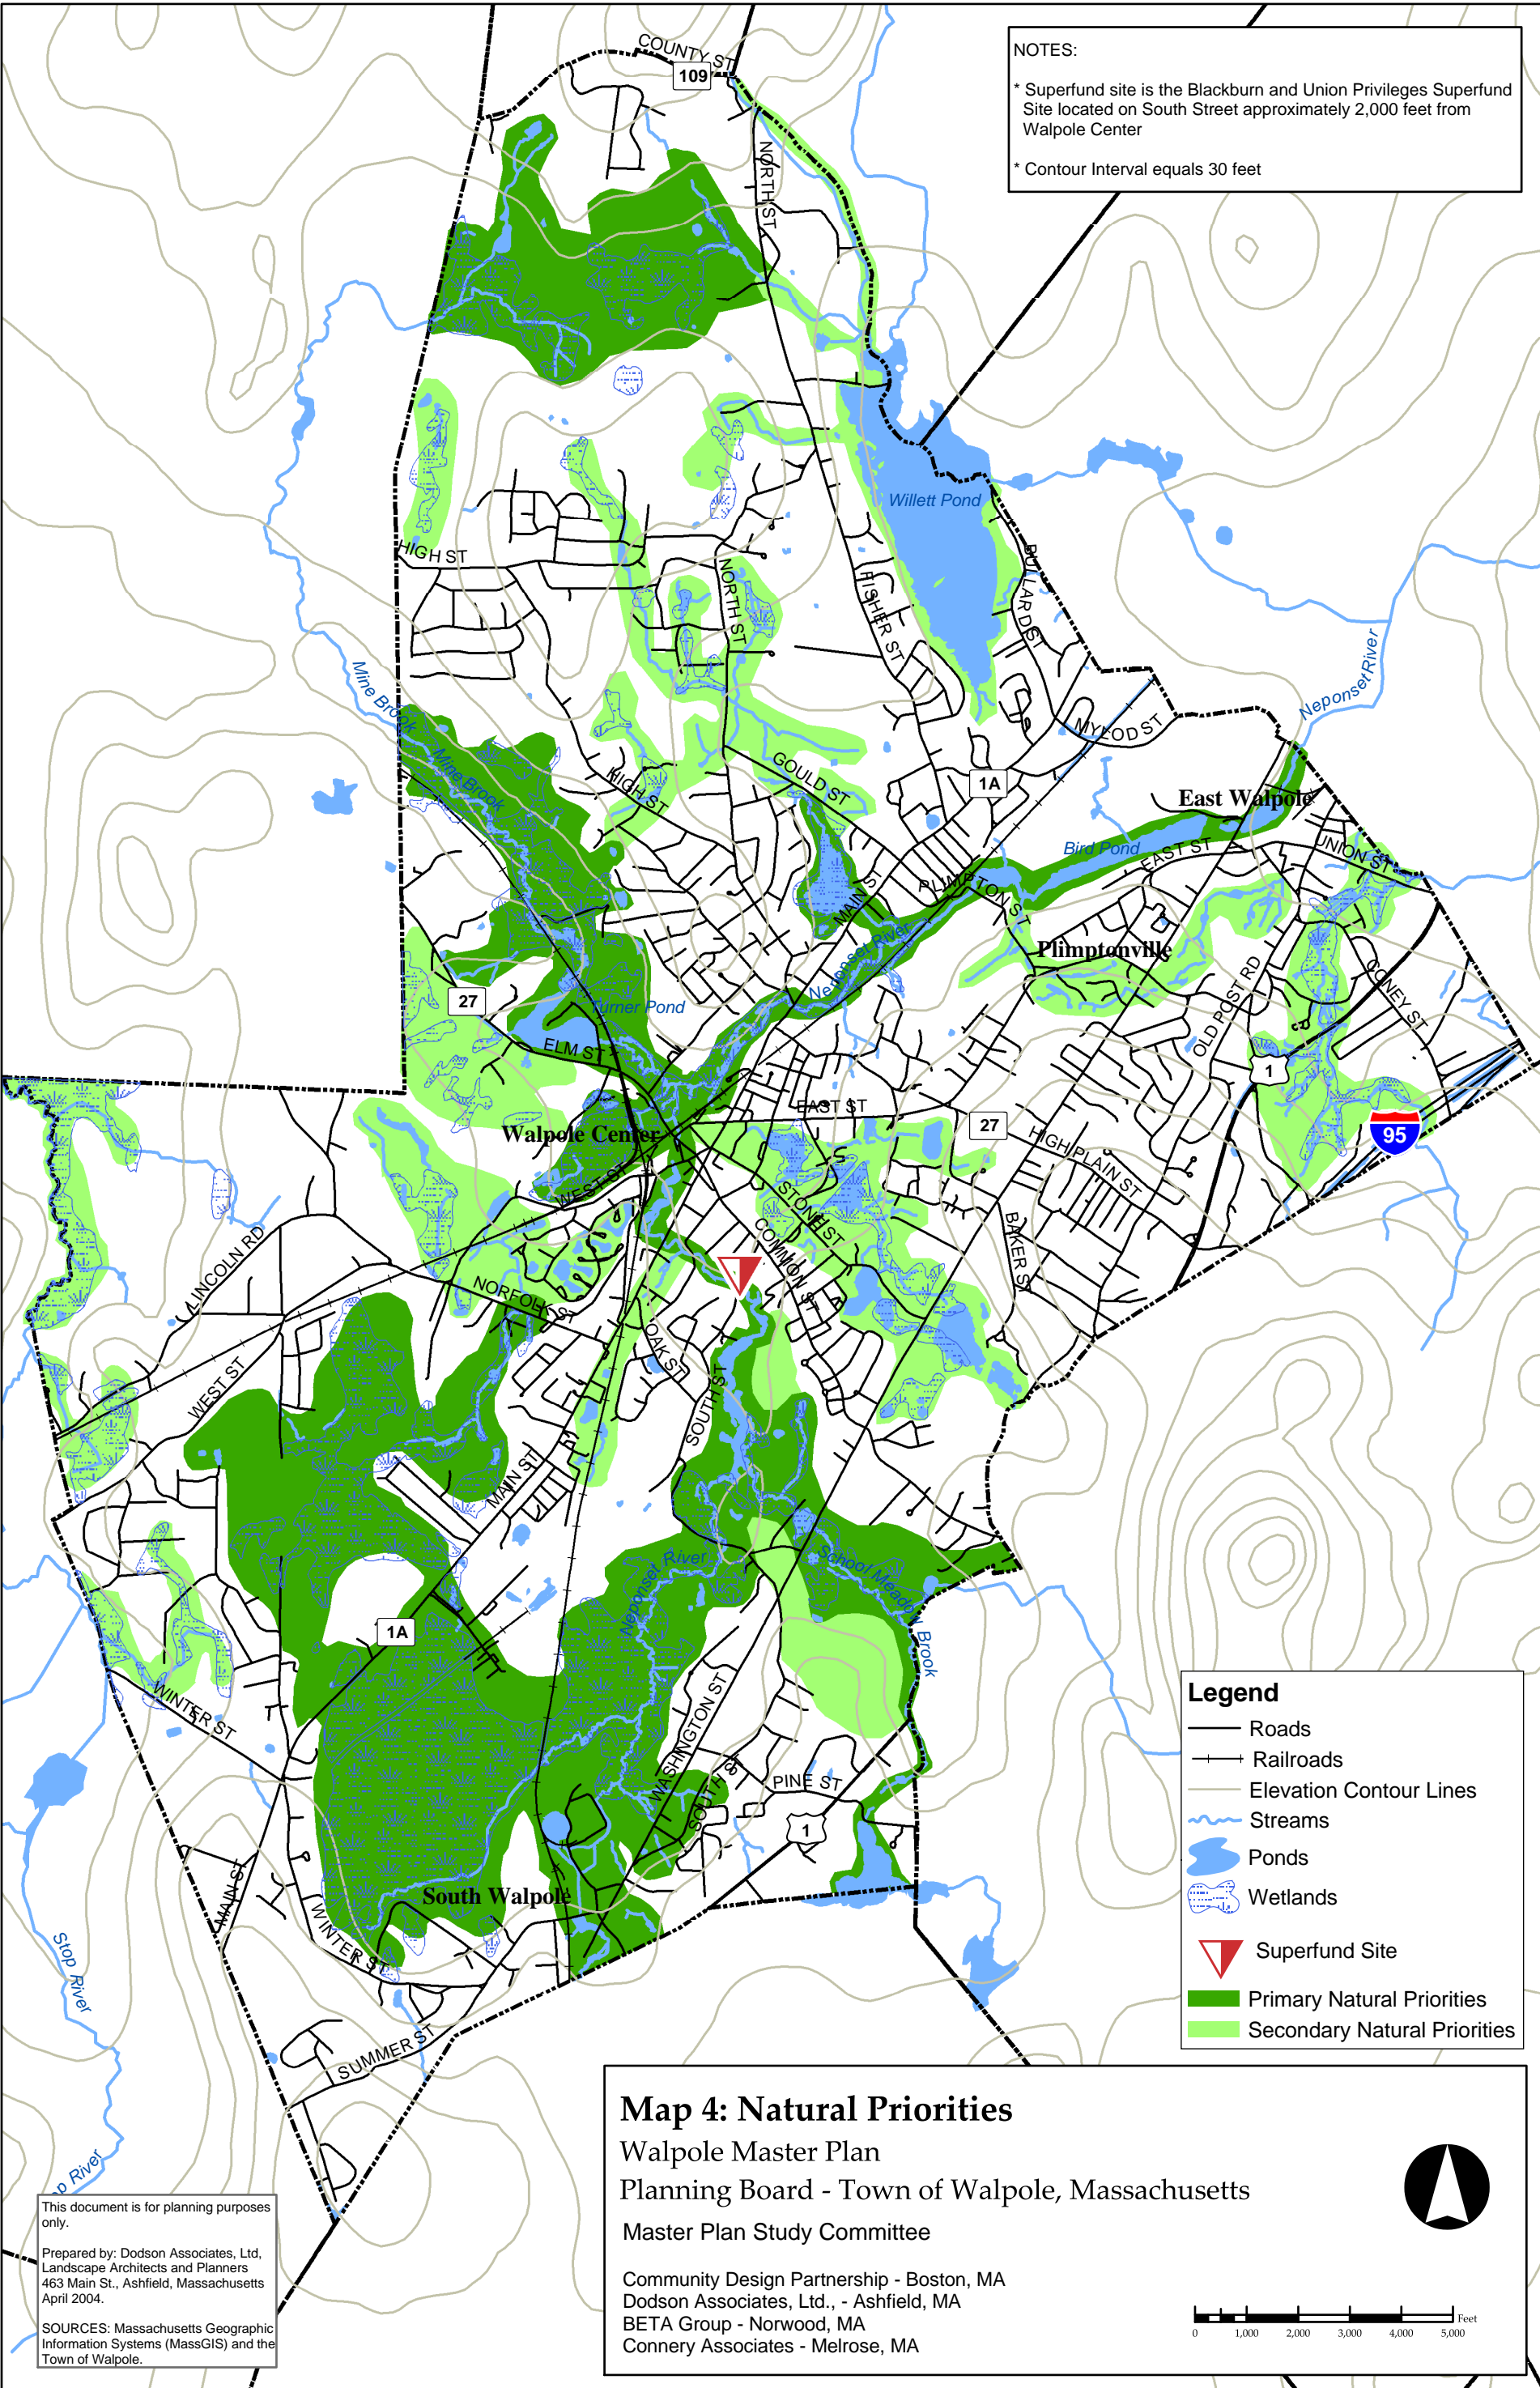 COUNTY ST
109
NOTES:
* Superfund site is the Blackburn and Union Privileges Superfund
Site located on South Street approximately 2,000 feet from
Walpole Center
* Contour Interval equals 30 feet
NORTH ST
Willett Pond
HIGH ST
NORTH ST
FISHER ST
BULLARD ST
Mine Brook
Mine Brook
Neponset River
MYLOD ST
HIGH ST
GOULD ST
1A
East Walpole
Bird Pond
EAST ST
UNION ST
PLIMPTON ST
MAIN ST
Neponset River
Plimptonville
OLD POST RD
CONEY ST
27
Turner Pond
ELM ST
1
EAST ST
27
95
Walpole Center
HIGH PLAIN ST
WEST ST
STONE ST
COMMON ST
BAKER ST
LINCOLN RD
NORFOLK ST
OAK ST
WEST ST
SOUTH ST
MAIN ST
Neponset River
School Meadow Brook
1A
WINTER ST
WASHINGTON ST
SOUTH ST
PINE ST
1
MAIN ST
South Walpole
WINTER ST
Stop River
SUMMER ST
Legend
Roads
Railroads
Elevation Contour Lines
Streams
Ponds
Wetlands
Superfund Site
Primary Natural Priorities
Secondary Natural Priorities
op River
This document is for planning purposes
only.
Prepared by: Dodson Associates, Ltd,
Landscape Architects and Planners
463 Main St., Ashfield, Massachusetts
April 2004.
SOURCES: Massachusetts Geographic
Information Systems (MassGIS) and the
Town of Walpole.
Map 4: Natural Priorities
Walpole Master Plan
Planning Board - Town of Walpole, Massachusetts
Master Plan Study Committee
Community Design Partnership - Boston, MA
Dodson Associates, Ltd., - Ashfield, MA
BETA Group - Norwood, MA
Connery Associates - Melrose, MA
Feet
0 1,000 2,000 3,000 4,000 5,000